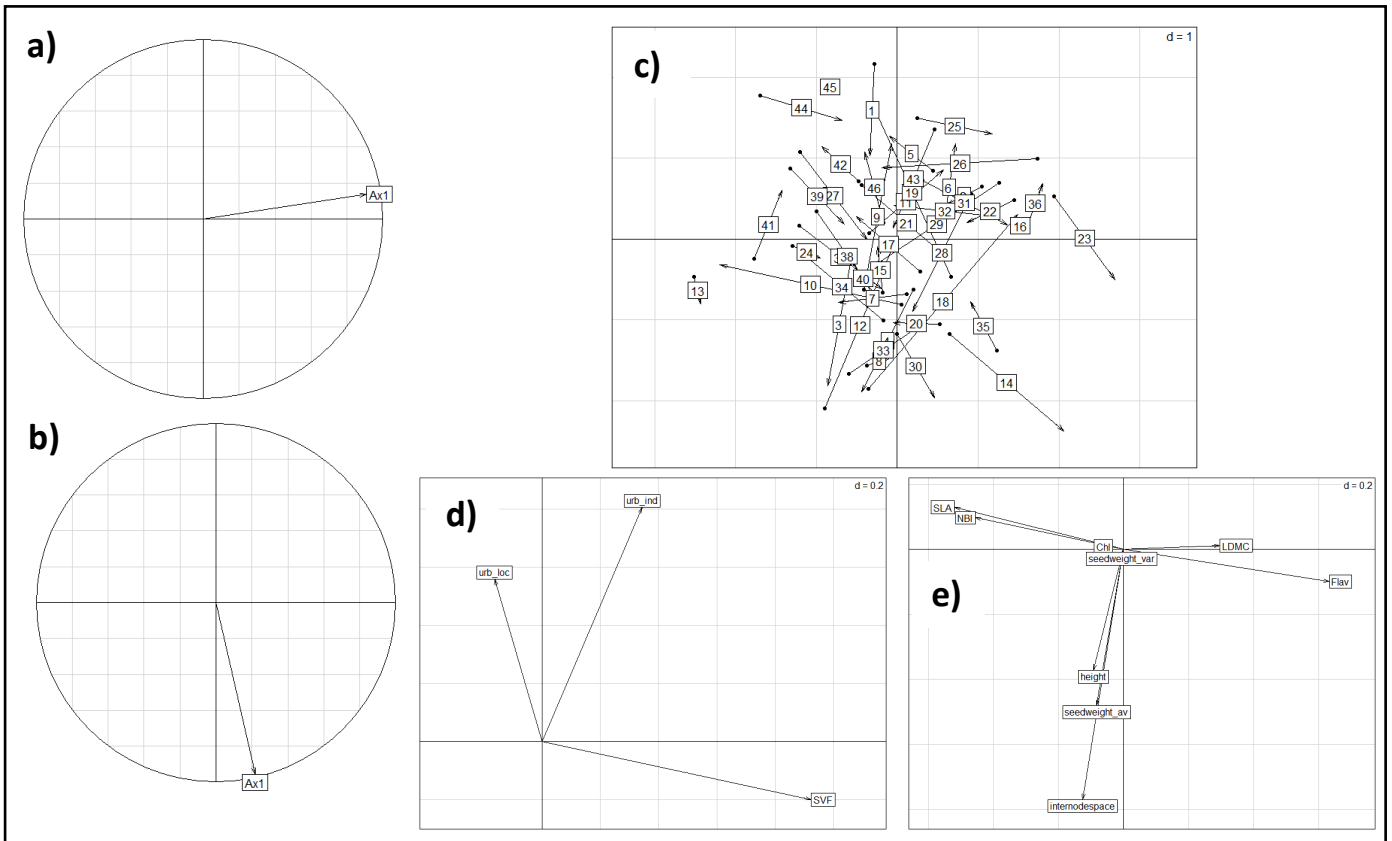 a)
Ax1
b)
Ax1
c)
d = 1
45
44
1
25
5
42
26
43
46
6
39
27
19
11
31
36
32
22
9
41
21
29
16
23
17
24
38
28
15
40
10
34
13
7
18
3
12
20
35
33
8
30
14
d)
d = 0.2
urb_ind
urb_loc
SVF
e)
d = 0.2
SLA
NBI
Chl
LDMC
seedweight_var
Flav
height
seedweight_av
internodespace